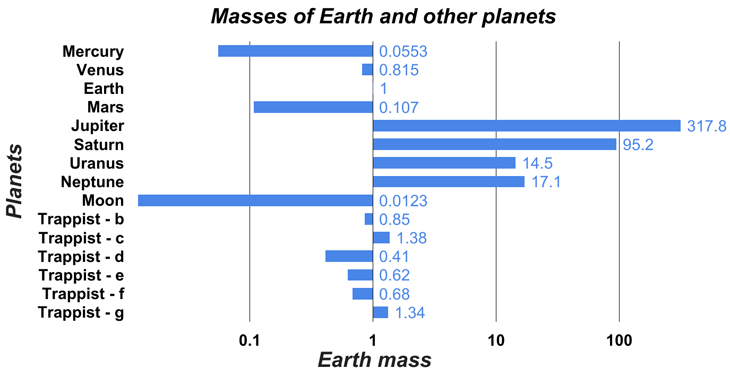 Masses of Earth and other planets
Planets
Mercury 0.0553
Venus 0.815
Earth 1
Mars 0.107
Jupiter 317.8
Saturn 95.2
Uranus 14.5
Neptune 17.1
Moon 0.0123
Trappist - b 0.85
Trappist - c 1.38
Trappist - d 0.41
Trappist - e 0.62
Trappist - f 0.68
Trappist - g 1.34
0.1 1 10 100
Earth mass